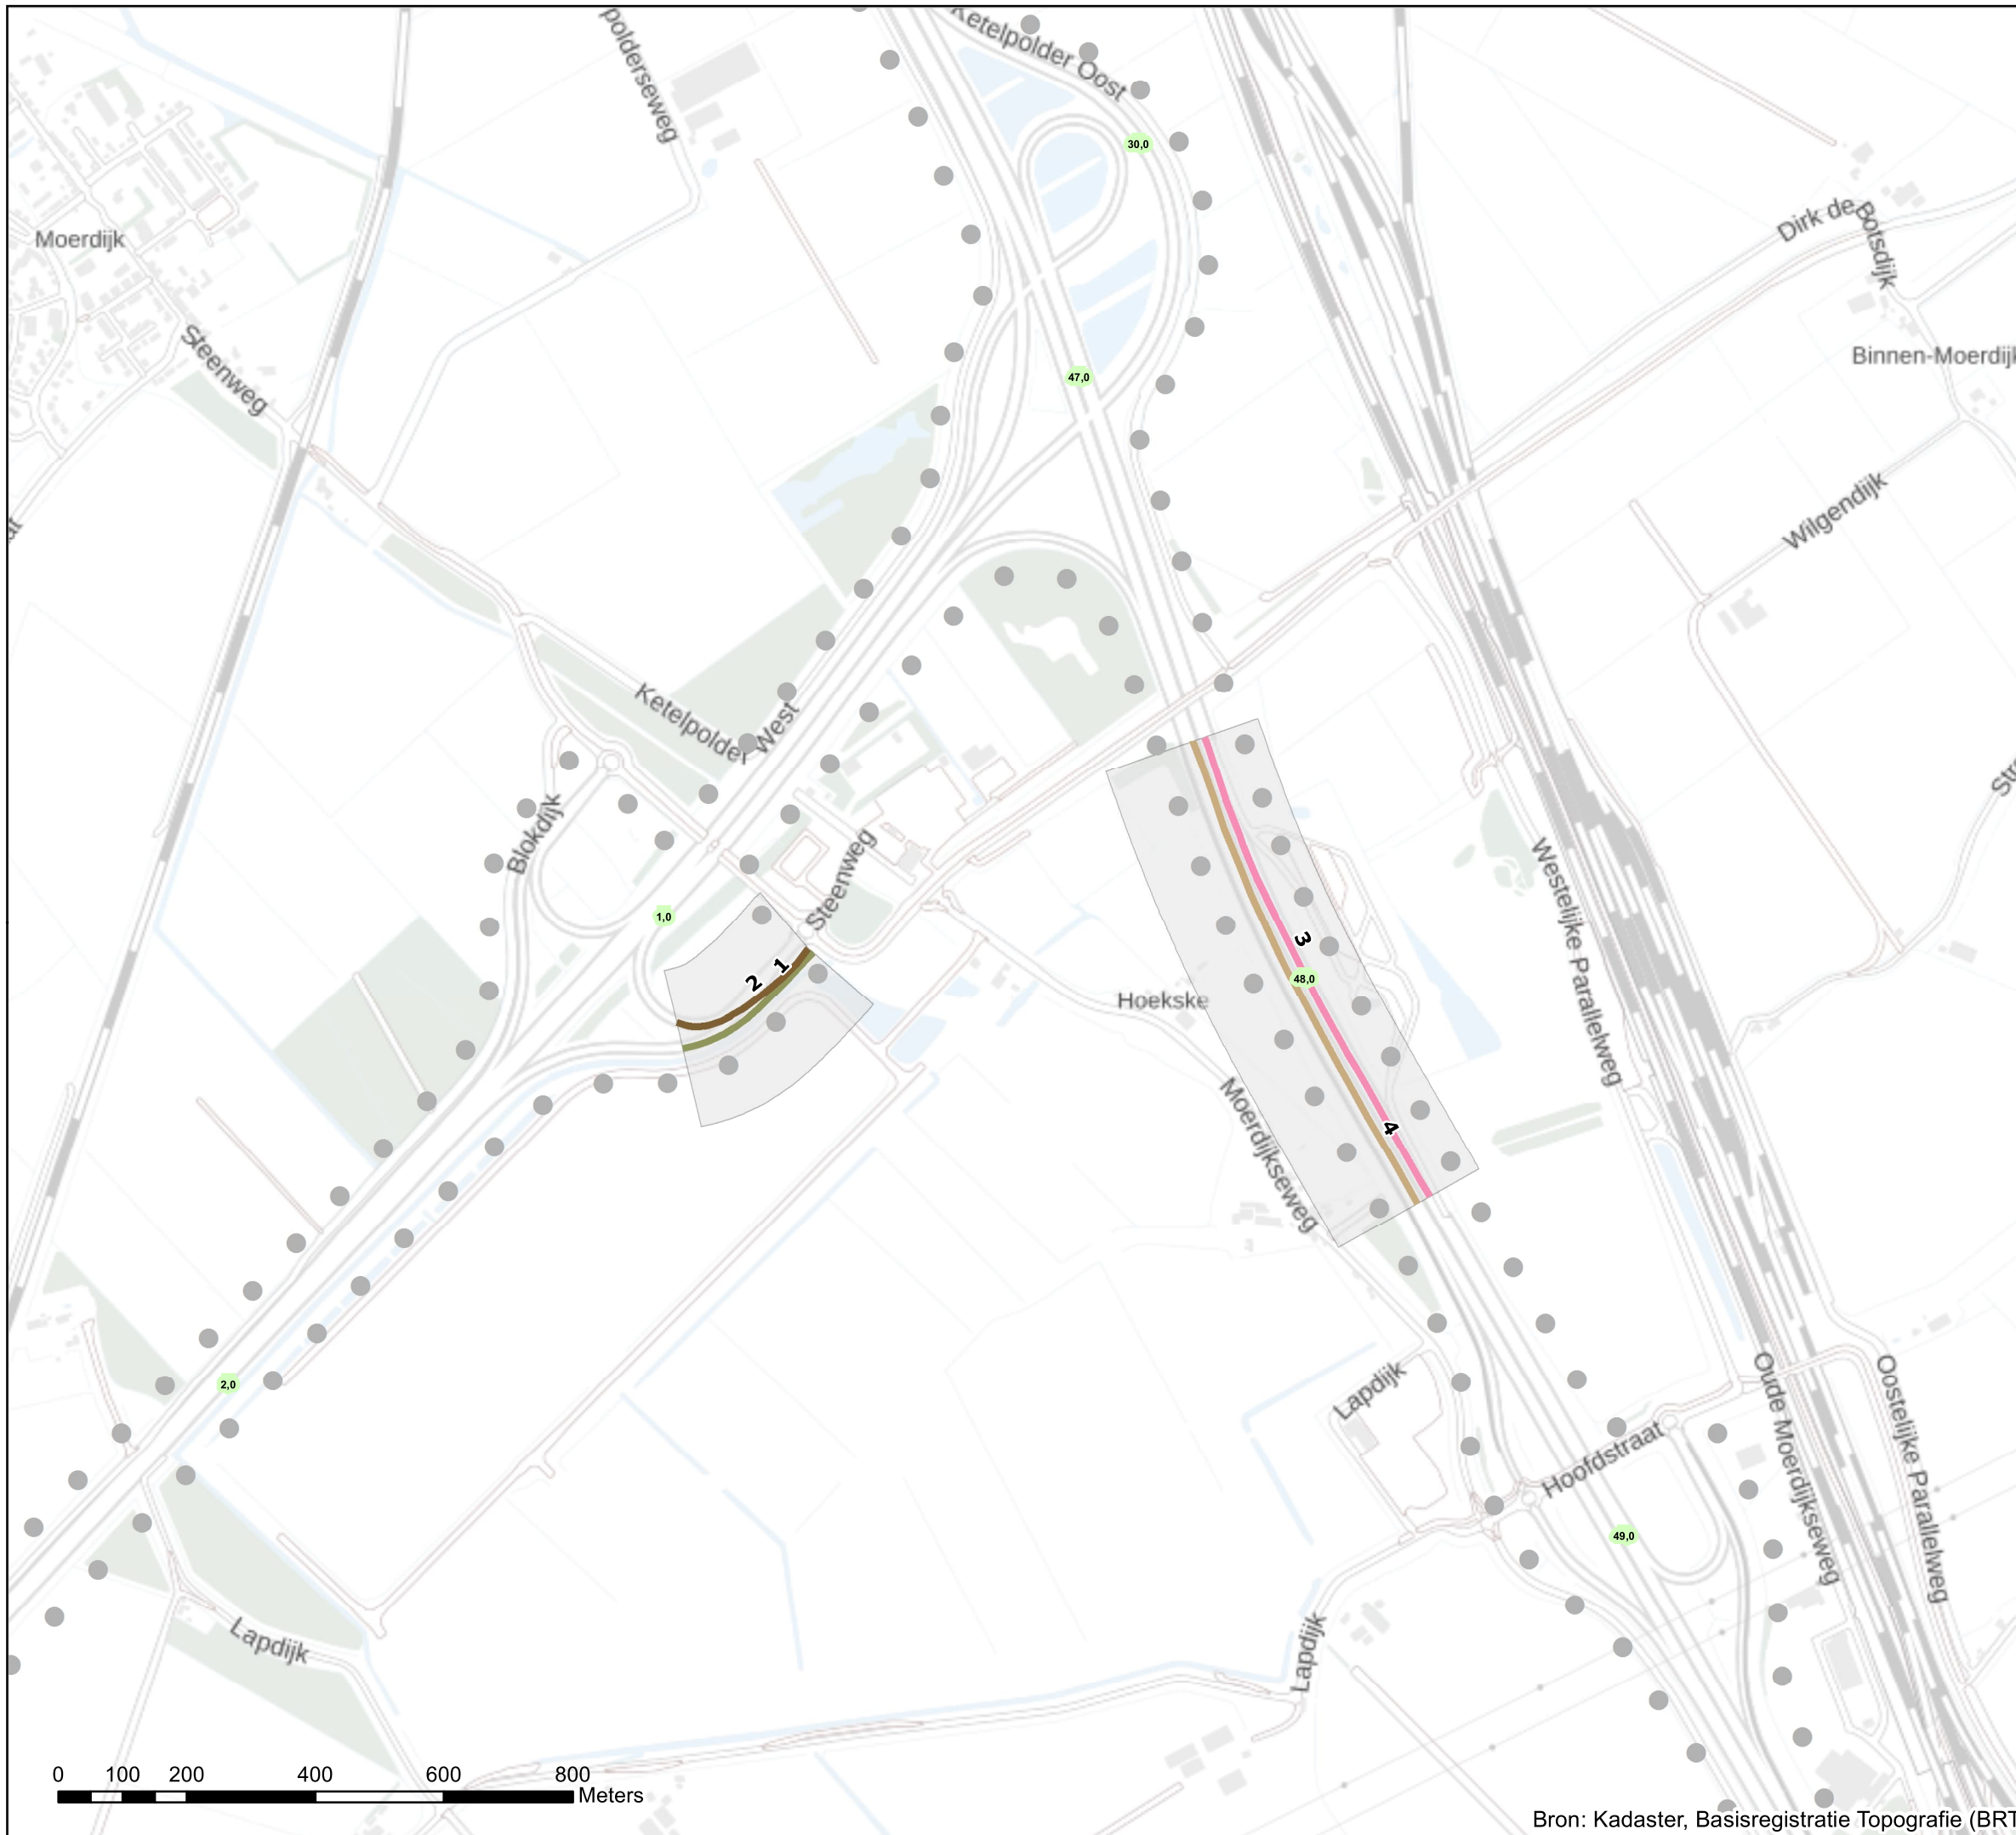 polderseweg
Ketelpolder Oost
30,0
Moerdijk
Dirk de
Botsdijk
Steenweg
Binnen-Moerdijk
47,0
Wilgendijk
Ketelpolder
West
Blokdijk
Steenweg
1,0
2
1
3
48,0
Westelijke Parallelweg
Hoekske
4
Moerdijkseweg
Lapdijk
2,0
Hoofdstraat
Oude Moerdijkseweg
Oostelijke Parallelweg
49,0
Lapdijk
Lapdijk
0 100 200 400 600 800
Meters
Bron: Kadaster, Basisregistratie Topografie (BRT